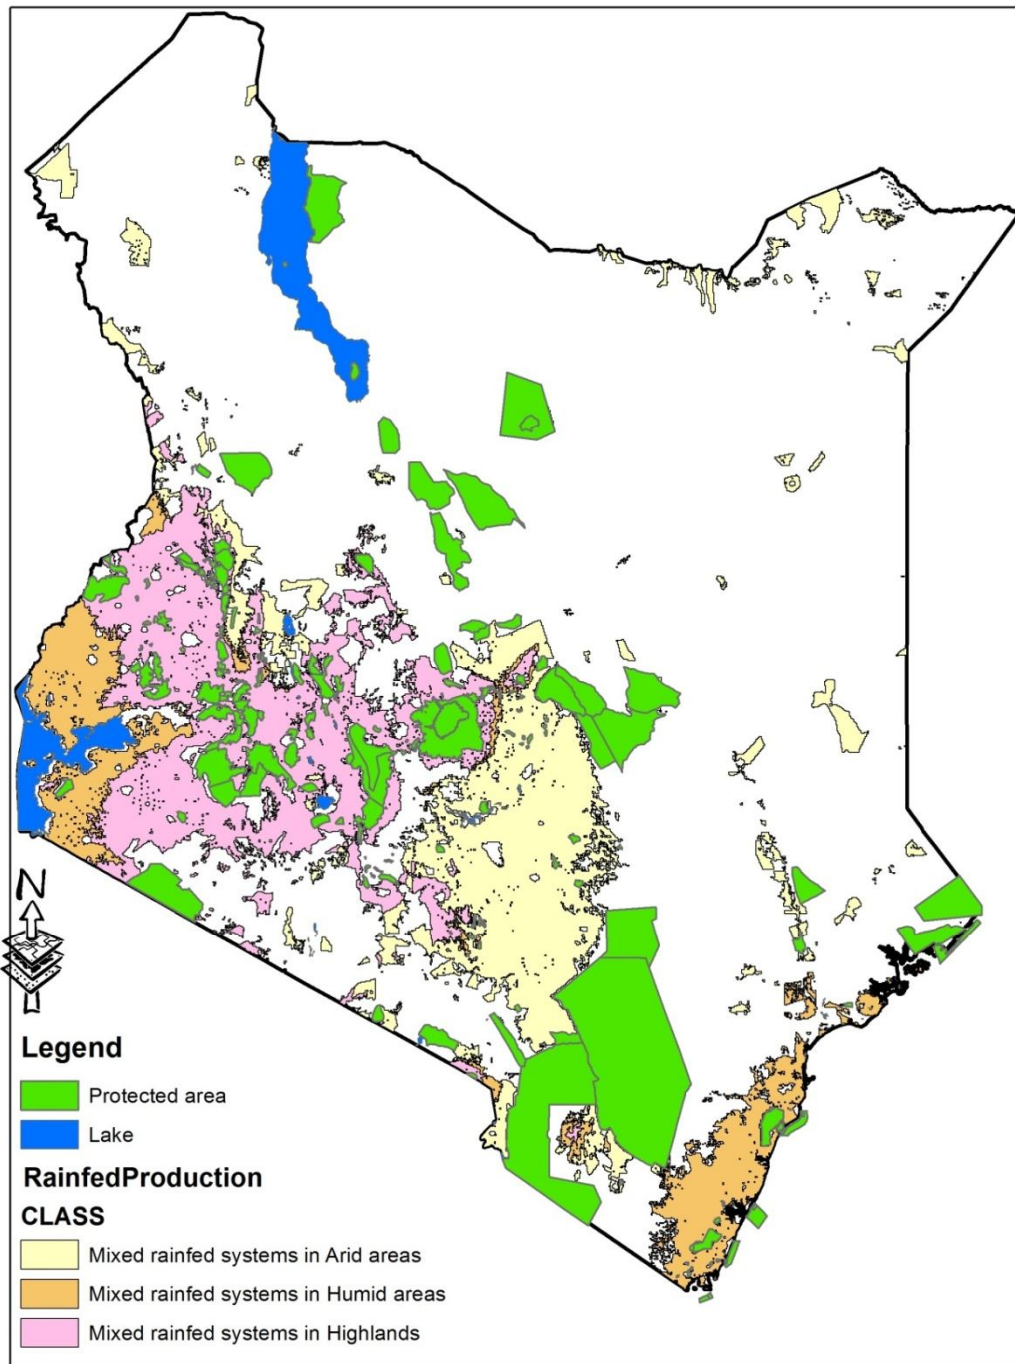 N
Legend
Protected area
Lake
RainfedProduction
CLASS
Mixed rainfed systems in Arid areas
Mixed rainfed systems in Humid areas
Mixed rainfed systems in Highlands